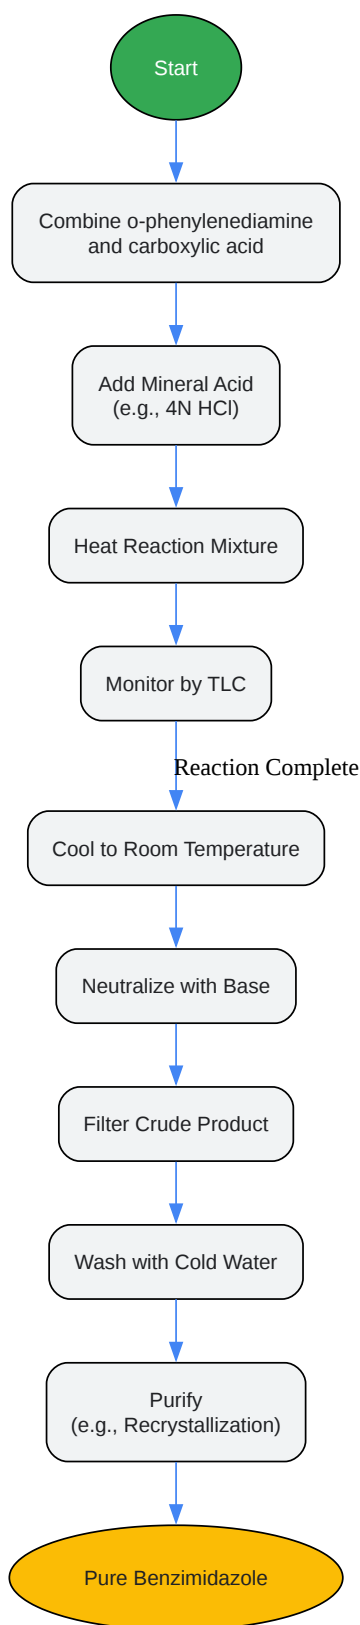 Start
Combine o-phenylenediamine
and carboxylic acid
Add Mineral Acid
(e.g., 4N HCl)
Heat Reaction Mixture
Monitor by TLC
Reaction Complete
Cool to Room Temperature
Neutralize with Base
Filter Crude Product
Wash with Cold Water
Purify
(e.g., Recrystallization)
Pure Benzimidazole